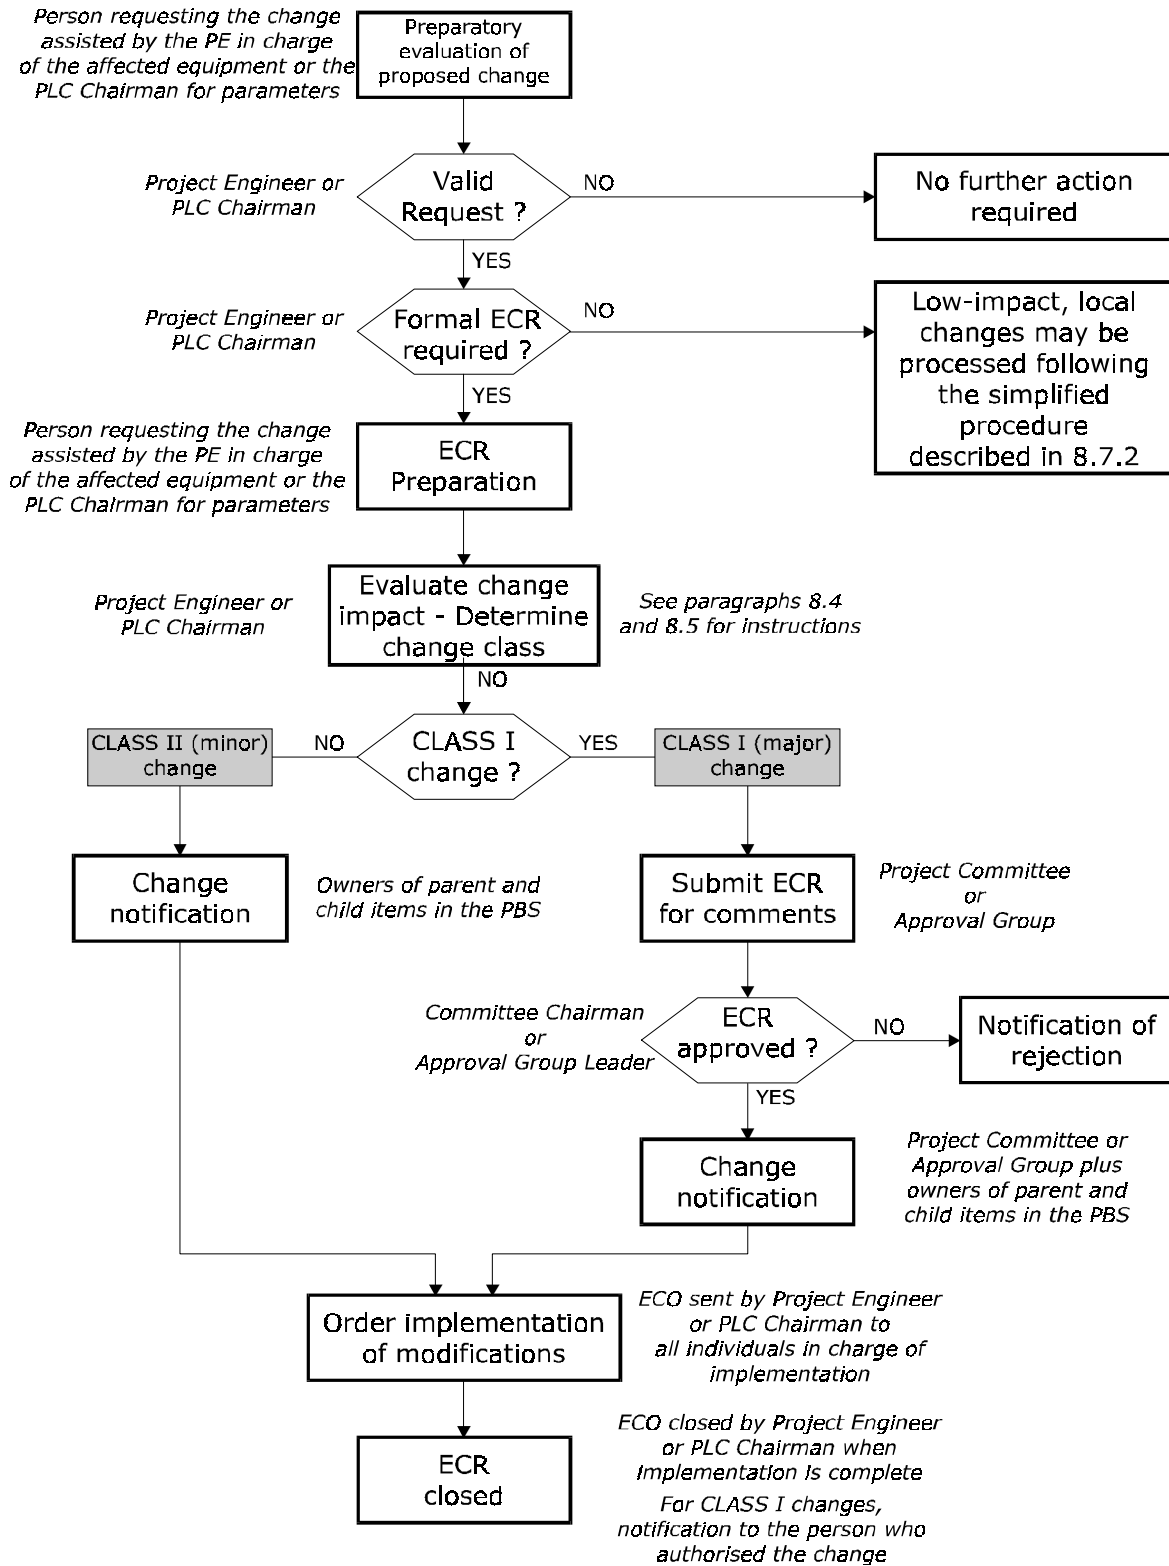 Person requesting the change
assisted by the PE in charge
of the affected equipment or the
PLC Chairman for parameters
Preparatory
evaluation of
proposed change
Project Engineer or
PLC Chairman
Valid
Request ?
NO
No further action
required
YES
Project Engineer or
PLC Chairman
Formal ECR
required ?
NO
Low-impact, local
changes may be
processed following
the simplified
procedure
described in 8.7.2
YES
Person requesting the change
assisted by the PE in charge
of the affected equipment or the
PLC Chairman for parameters
ECR
Preparation
Project Engineer or
PLC Chairman
Evaluate change
impact - Determine
change class
See paragraphs 8.4
and 8.5 for instructions
NO
CLASS II (minor)
change
NO
CLASS I
change ?
YES
CLASS I (major)
change
Change
notification
Owners of parent and
child items in the PBS
Submit ECR
for comments
Project Committee
or
Approval Group
Committee Chairman
or
Approval Group Leader
ECR
approved ?
NO
Notification of
rejection
YES
Change
notification
Project Committee or
Approval Group plus
owners of parent and
child items in the PBS
Order implementation
of modifications
ECO sent by Project Engineer
or PLC Chairman to
all individuals in charge of
implementation
ECR
closed
ECO closed by Project Engineer
or PLC Chairman when
implementation is complete
For CLASS I changes,
notification to the person who
authorised the change